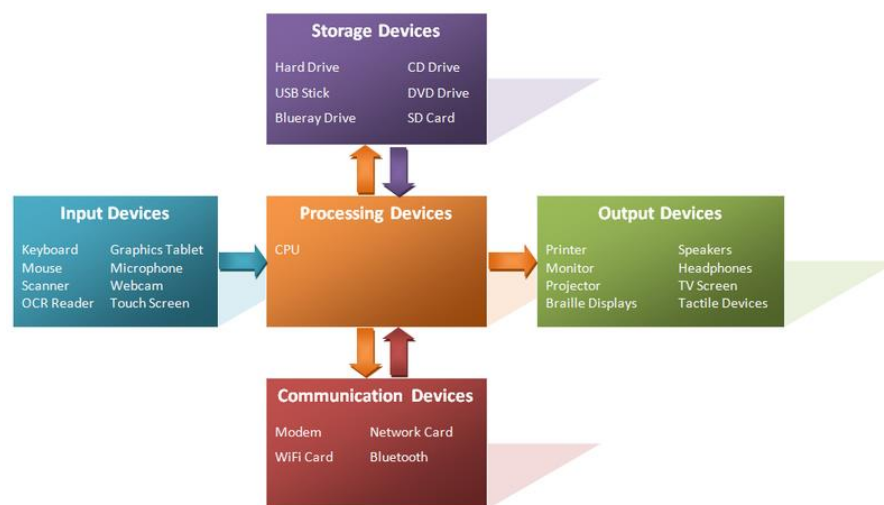 Storage Devices
Hard Drive CD Drive
USB Stick DVD Drive
Blueray Drive SD Card
Input Devices
Keyboard Graphics Tablet
Mouse Microphone
Scanner Webcam
OCR Reader Touch Screen
Processing Devices
CPU
Output Devices
Printer Speakers
Monitor Headphones
Projector TV Screen
Braille Displays Tactile Devices
Communication Devices
Modem Network Card
WiFi Card Bluetooth